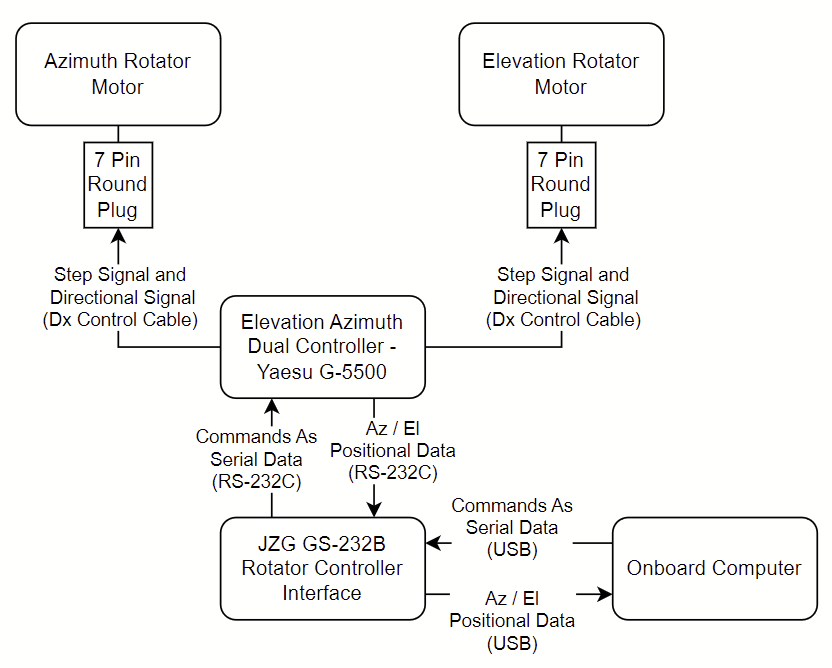 Azimuth Rotator
Motor
Elevation Rotator
Motor
7 Pin
Round
Plug
7 Pin
Round
Plug
Step Signal and
Directional Signal
(Dx Control Cable)
Step Signal and
Directional Signal
(Dx Control Cable)
Elevation Azimuth
Dual Controller -
Yaesu G-5500
Commands As
Serial Data
(RS-232C)
Az / El
Positional Data
(RS-232C)
JZG GS-232B
Rotator Controller
Interface
Commands As
Serial Data
(USB)
Az / El
Positional Data
(USB)
Onboard Computer